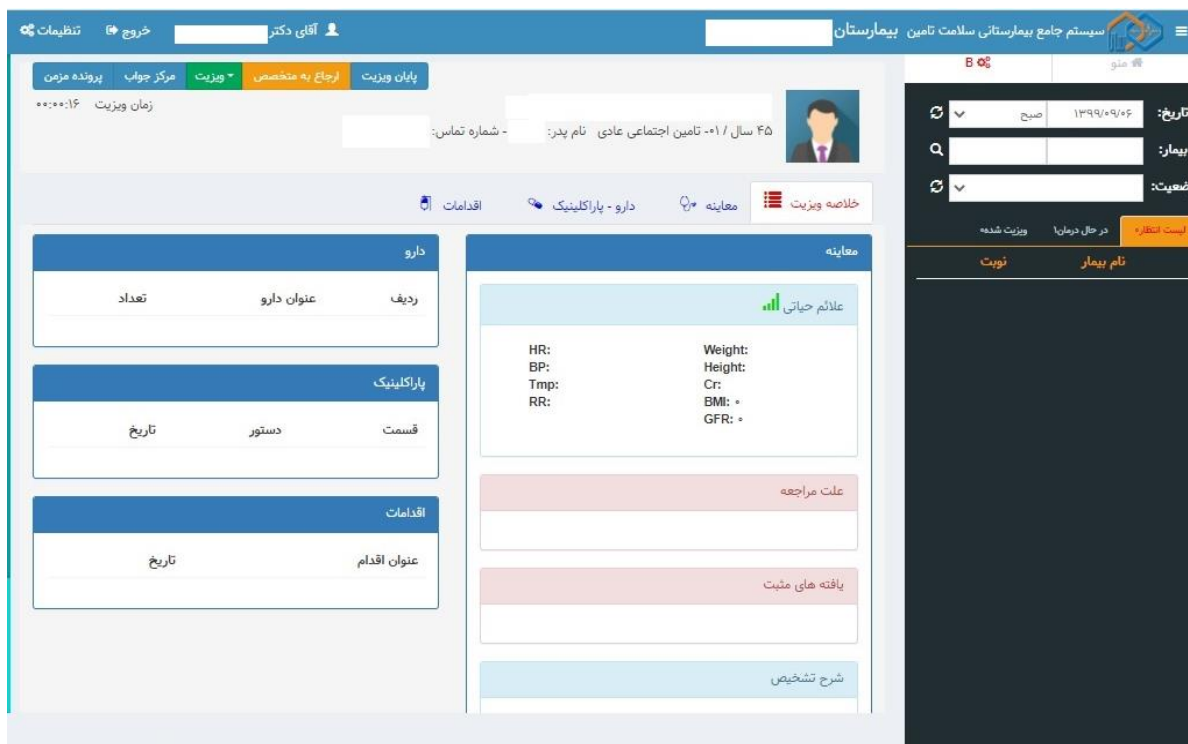 سیستم جامع بیمارستانی سلامت تامین بیمارستان
آقای دکتر
خروج
تنظیمات
منو
B
تاریخ: ۱۳۹۹/۰۹/۰۶ صبح
بیمار:
ضعیت:
لیست انتظار۰ در حال درمان۱ ویزیت شده۰
نام بیمار نوبت
پایان ویزیت ارجاع به متخصص ویزیت مرکز جواب پرونده مزمن
زمان ویزیت ۰۰:۰۰:۱۶
۴۵ سال / ۰۱- تامین اجتماعی عادی نام پدر: - شماره تماس:
خلاصه ویزیت معاینه دارو - پاراکلینیک اقدامات
معاینه
علائم حیاتی
Weight:
Height:
Cr:
BMI: ۰
GFR: ۰
HR:
BP:
Tmp:
RR:
علت مراجعه
یافته های مثبت
شرح تشخیص
دارو
ردیف عنوان دارو تعداد
پاراکلینیک
قسمت دستور تاریخ
اقدامات
عنوان اقدام تاریخ